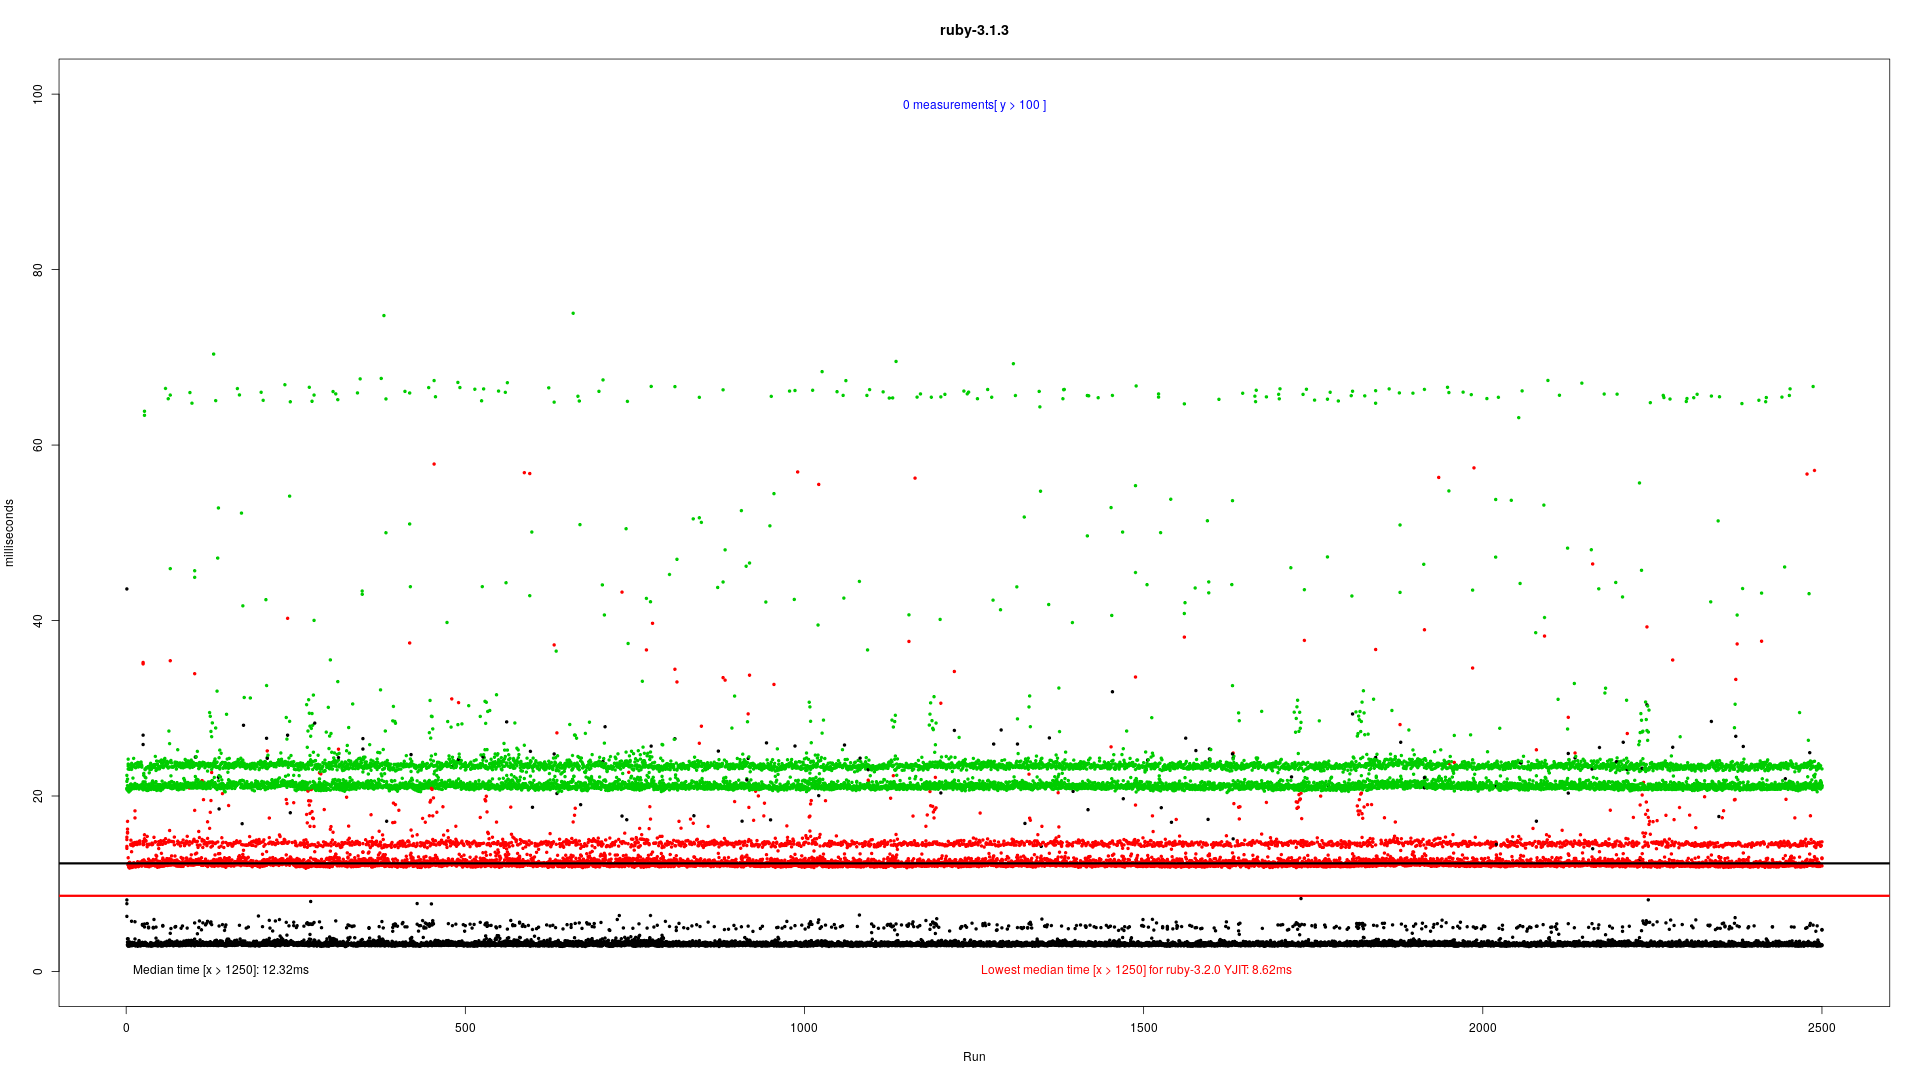 ruby-3.1.3
0 measurements[ y > 100 ]
milliseconds
100
80
60
40
20
0
Median time [x > 1250]: 12.32ms
Lowest median time [x > 1250] for ruby-3.2.0 YJIT: 8.62ms
0 500 1000 1500 2000 2500
Run